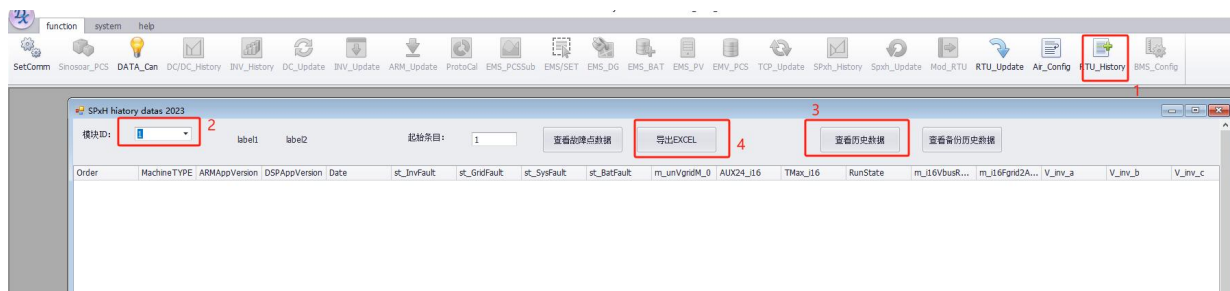 function system help
SetComm Sinosoar_PCS DATA_Can DC/DC_History INV_History DC_Update INV_Update ARM_Update ProtoCal EMS_PCSSub EMS/SET EMS_DG EMS_BAT EMS_PV EMV_PCS TCP_Update SPxh_History Spxh_Update Mod_RTU RTU_Update Air_Config RTU_History BMS_Config
1
SPxH hiatory datas 2023
3
模块ID: 1 2 label1 label2 起始条目: 1 查看故障点数据 导出EXCEL 4 查看历史数据 查看备份历史数据
Order MachineTYPE ARMAppVersion DSPAppVersion Date st_InvFault st_GridFault st_SysFault st_BatFault m_unVgridM_0 AUX24_i16 TMax_i16 RunState m_i16VbusR... m_i16Fgrid2A... V_inv_a V_inv_b V_inv_c